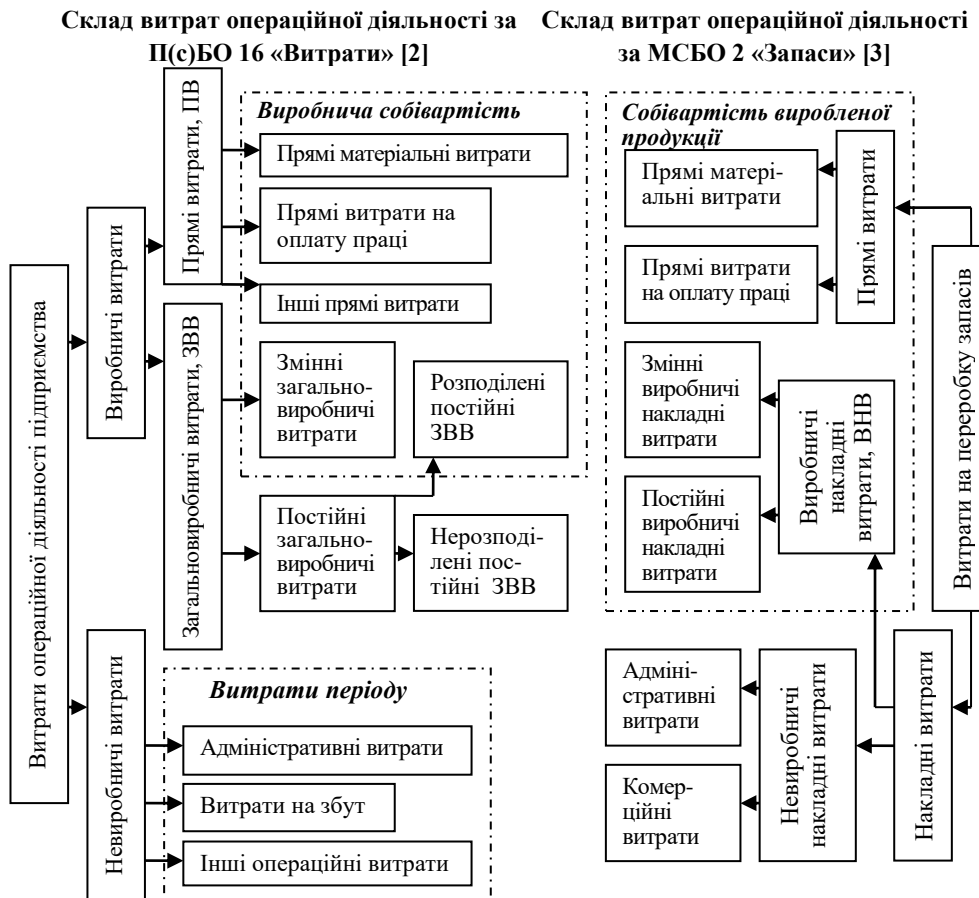 Склад витрат операційної діяльності за
П(с)БО 16 «Витрати» [2]
Витрати операційної діяльності підприємства
Виробничі витрати
Невиробничі витрати
Прямі витрати, ПВ
Загальновиробничі витрати, ЗВВ
Виробнича собівартість
Прямі матеріальні витрати
Прямі витрати на
оплату праці
Інші прямі витрати
Змінні
загально-
виробничі
витрати
Розподілені
постійні
ЗВВ
Постійні
загально-
виробничі
витрати
Нерозподі-
лені пос-
тійні ЗВВ
Витрати періоду
Адміністративні витрати
Витрати на збут
Інші операційні витрати
Склад витрат операційної діяльності
за МСБО 2 «Запаси» [3]
Собівартість виробленої
продукції
Прямі матері-
альні витрати
Прямі витрати
на оплату праці
Прямі витрати
Змінні
виробничі
накладні
витрати
Постійні
виробничі
накладні
витрати
Виробничі
накладні
витрати, ВНВ
Витрати на переробку запасів
Адміні-
стративні
витрати
Комер-
ційні
витрати
Невиробничі
накладні витрати
Накладні витрати